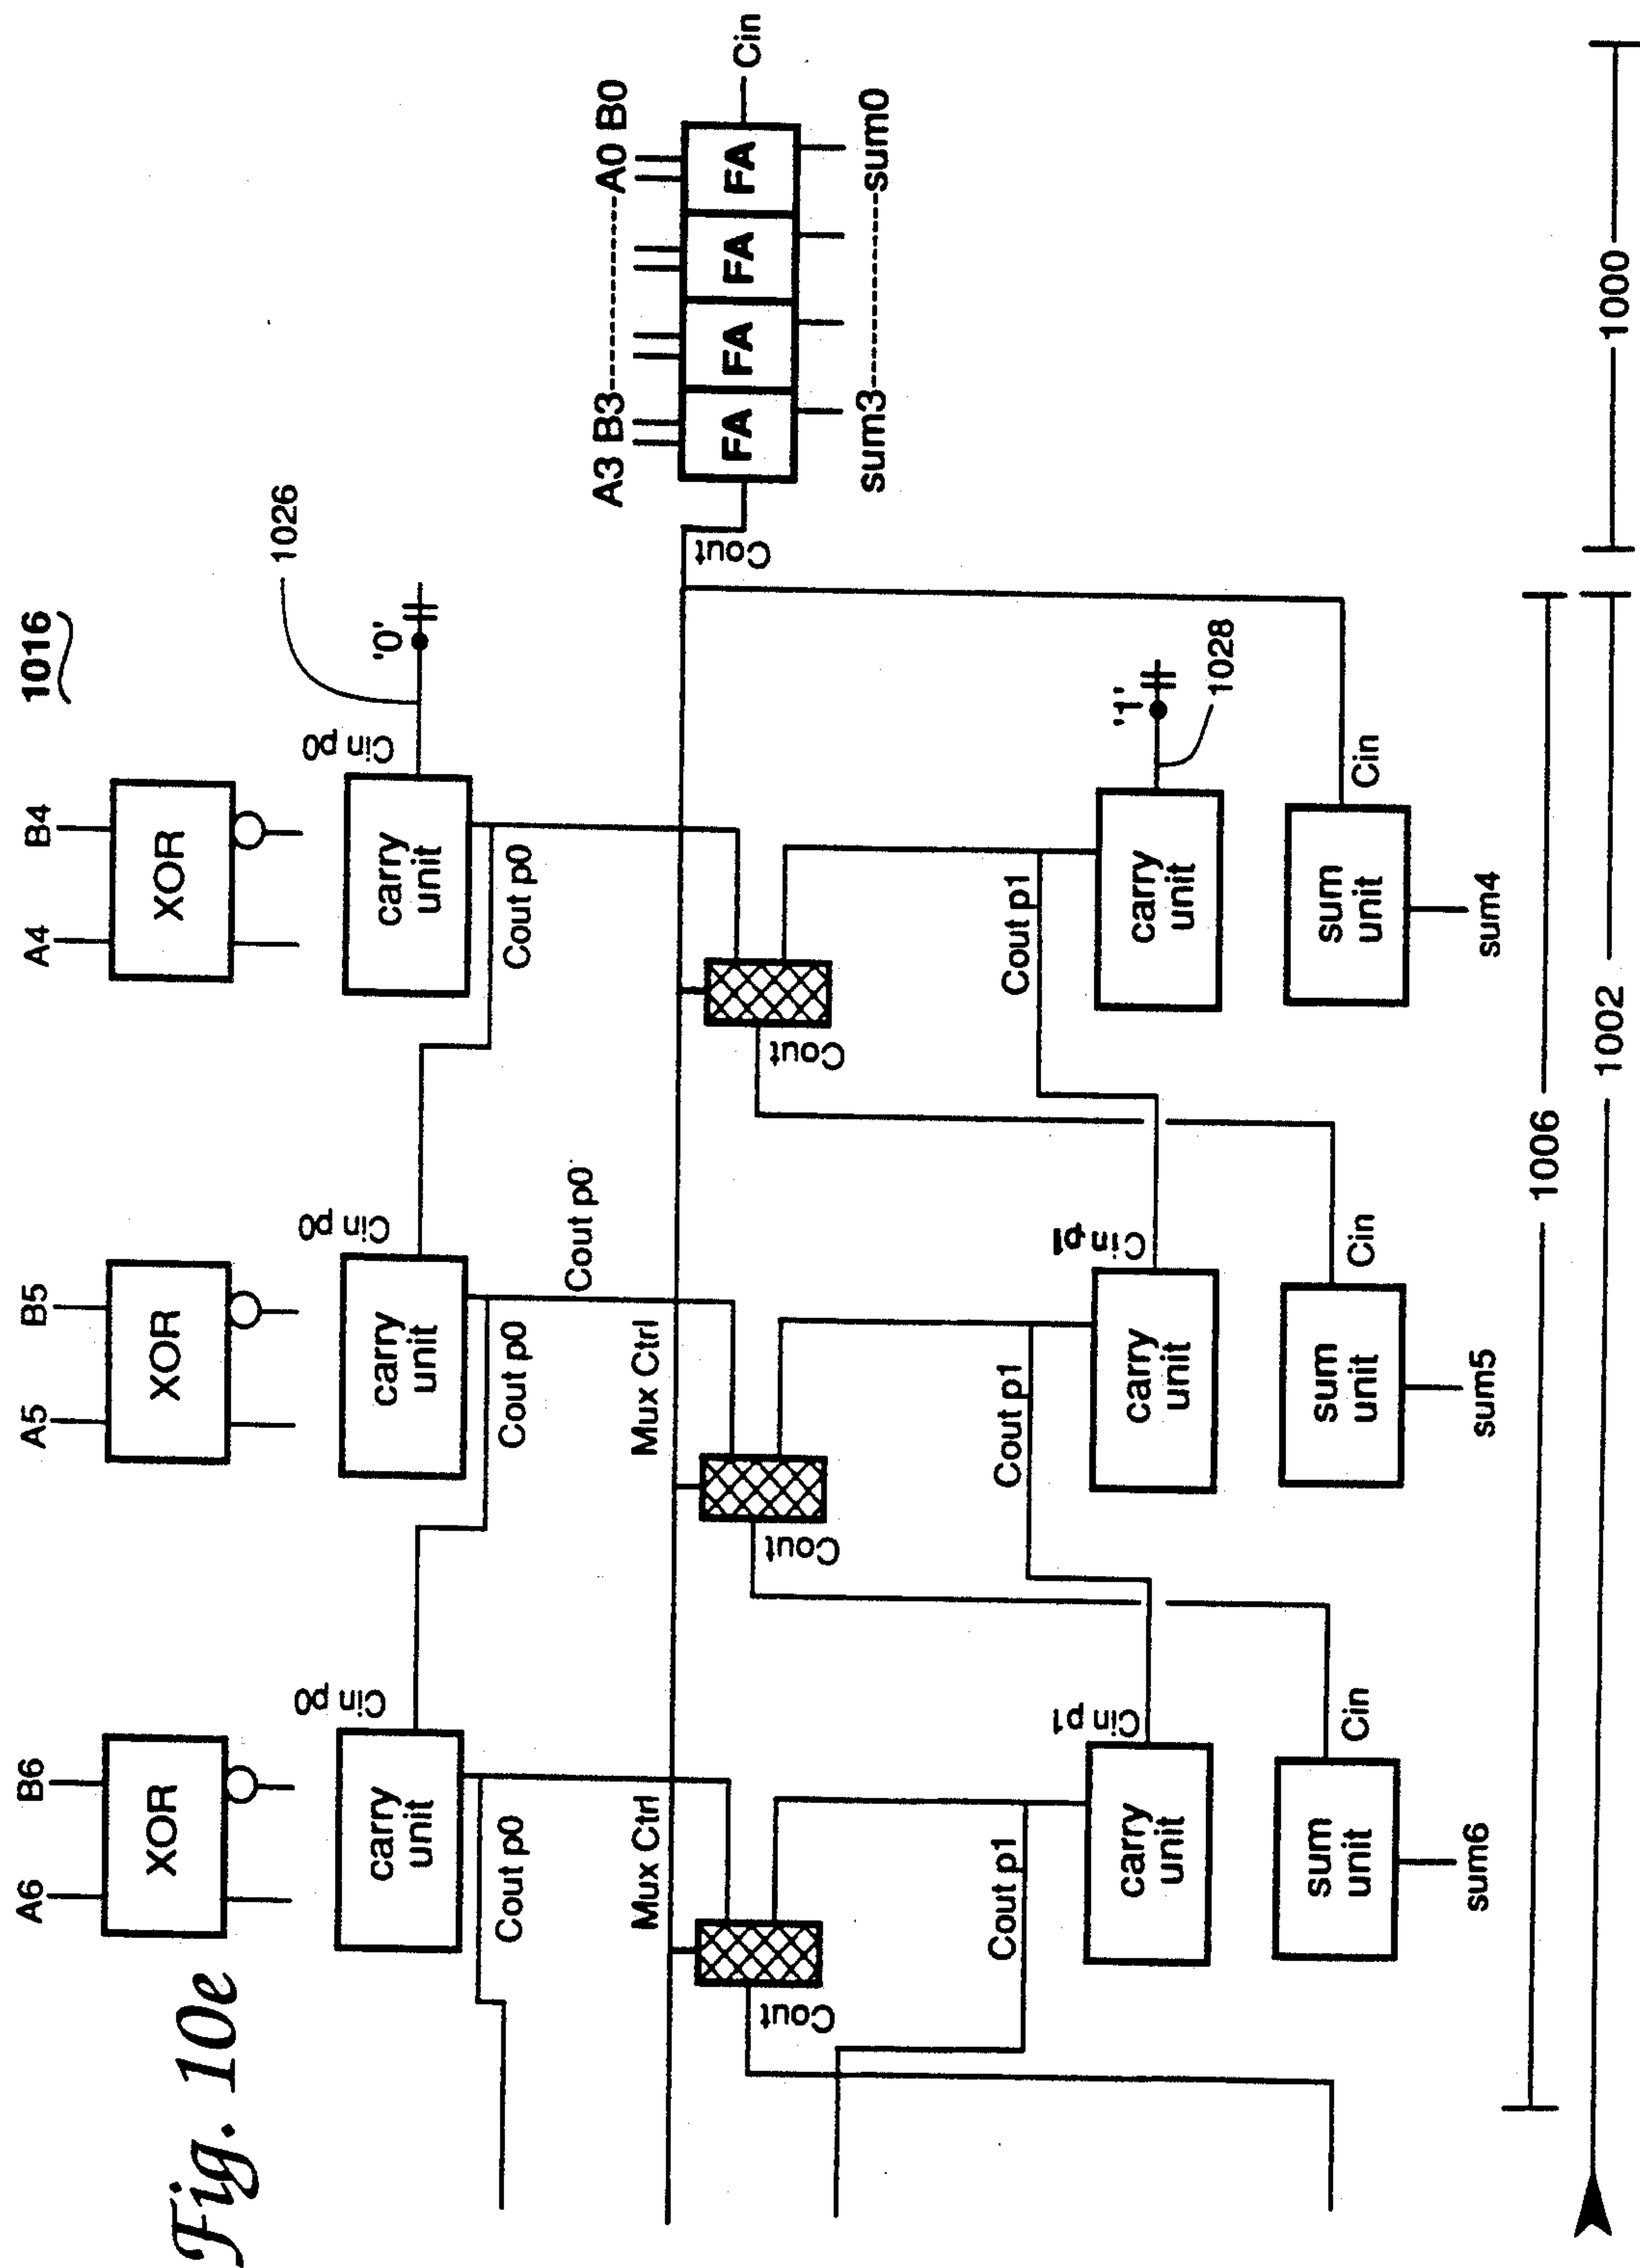 Fig. 10e
1016
A6 B6
A5 B5
A4 B4
XOR
XOR
XOR
1026
'0'
Cin p0
Cin p0
Cin p0
carry
unit
carry
unit
carry
unit
Cout p0
Cout p0
Cout p0
Cout p0
A3 B3 A0 B0
Mux Ctrl
Mux Ctrl
Cout
FA
FA
FA
FA
Cin
Cout
Cout
Cout
sum3 sum0
Cout p1
Cout p1
Cout p1
'1'
1028
Cin p1
Cin p1
carry
unit
carry
unit
carry
unit
Cin
Cin
Cin
sum
unit
sum
unit
sum
unit
sum6
sum5
sum4
1006
1002
1000